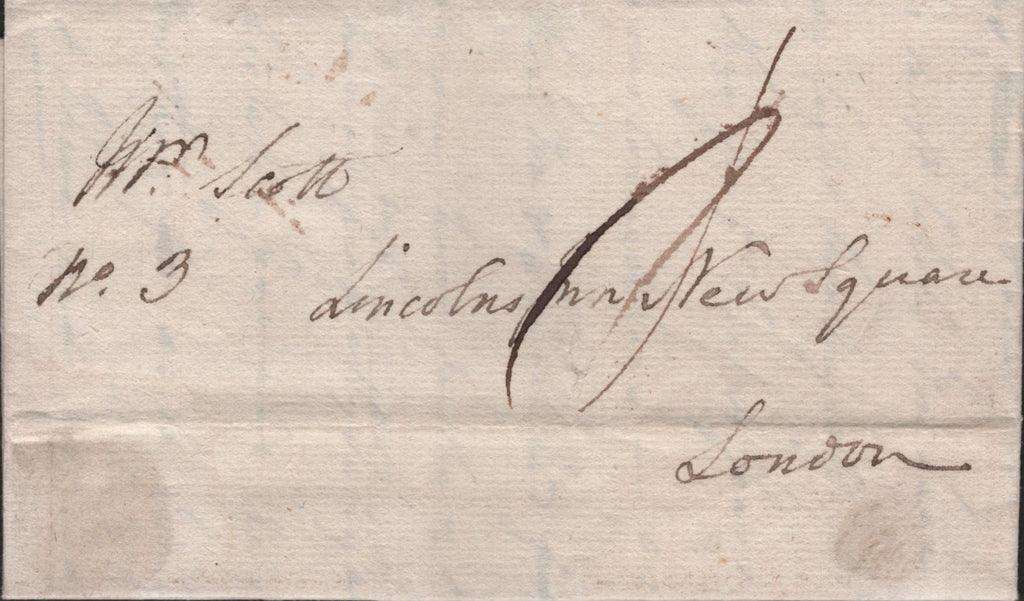 Wm. Scott
No. 3 Lincolns Inn New Square
London